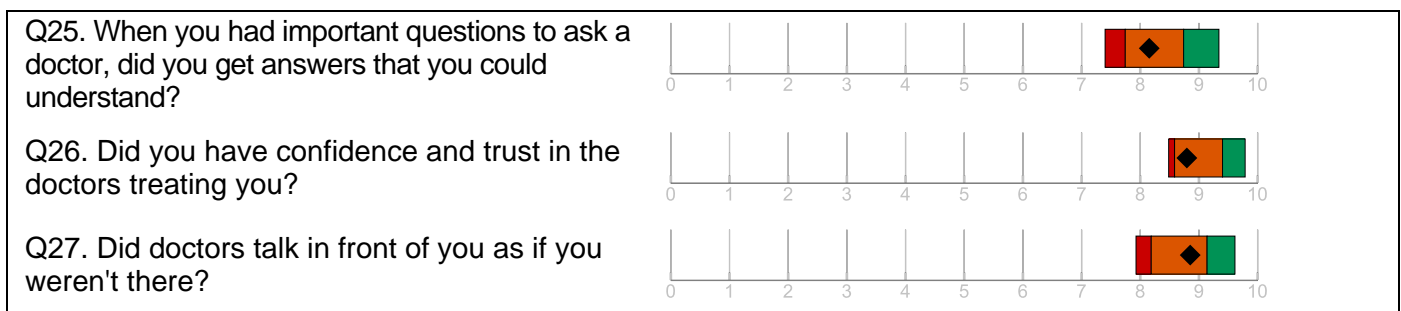 Q25. When you had important questions to ask a
doctor, did you get answers that you could
understand?
0 1 2 3 4 5 6 7 8 9 10
Q26. Did you have confidence and trust in the
doctors treating you?
0 1 2 3 4 5 6 7 8 9 10
Q27. Did doctors talk in front of you as if you
weren't there?
0 1 2 3 4 5 6 7 8 9 10